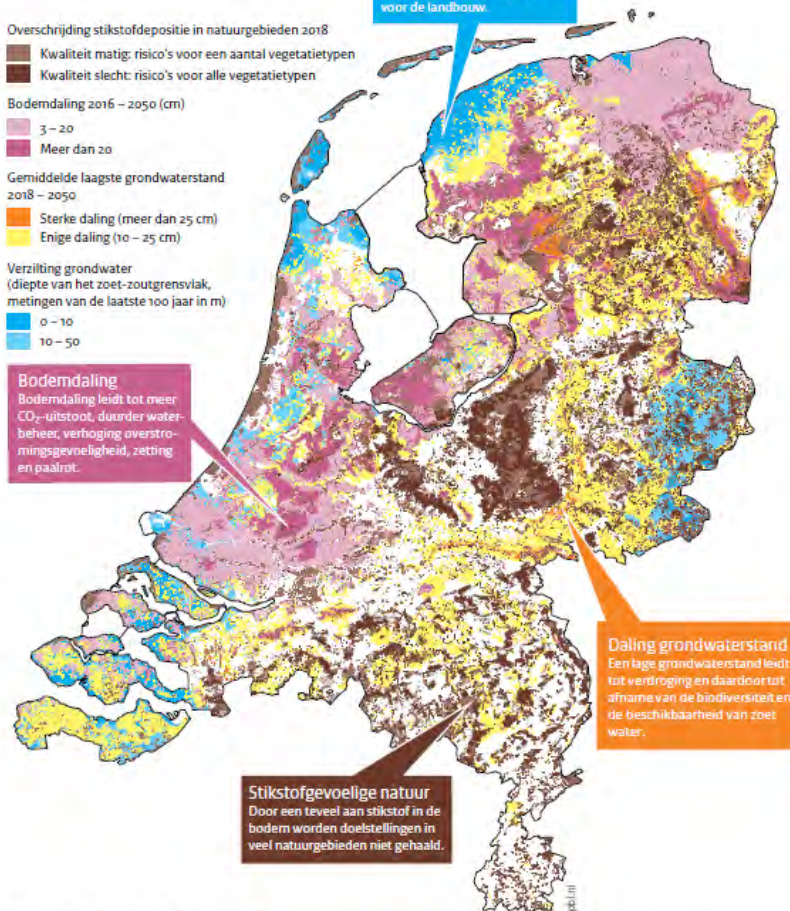 voor de landbouw.
Overschrijding stikstofdepositie in natuurgebieden 2018
Kwaliteit matig: risico's voor een aantal vegetatietypen
Kwaliteit slecht: risico's voor alle vegetatietypen
Bodemdaling 2016 – 2050 (cm)
3 – 20
Meer dan 20
Gemiddelde laagste grondwaterstand
2018 – 2050
Sterke daling (meer dan 25 cm)
Enige daling (10 – 25 cm)
Verzilting grondwater
(diepte van het zoet-zoutgrensvlak,
metingen van de laatste 100 jaar in m)
0 – 10
10 – 50
Bodemdaling
Bodemdaling leidt tot meer
CO₂-uitstoot, duurder water-
beheer, verhoging overstro-
mingsgevoeligheid, zetting
en paalrot.
Daling grondwaterstand
Een lage grondwaterstand leidt
tot verdroging en daardoor tot
afname van de biodiversiteit en
de beschikbaarheid van zoet
water.
Stikstofgevoelige natuur
Door een teveel aan stikstof in de
bodem worden doelstellingen in
veel natuurgebieden niet gehaald.
pbl.nl